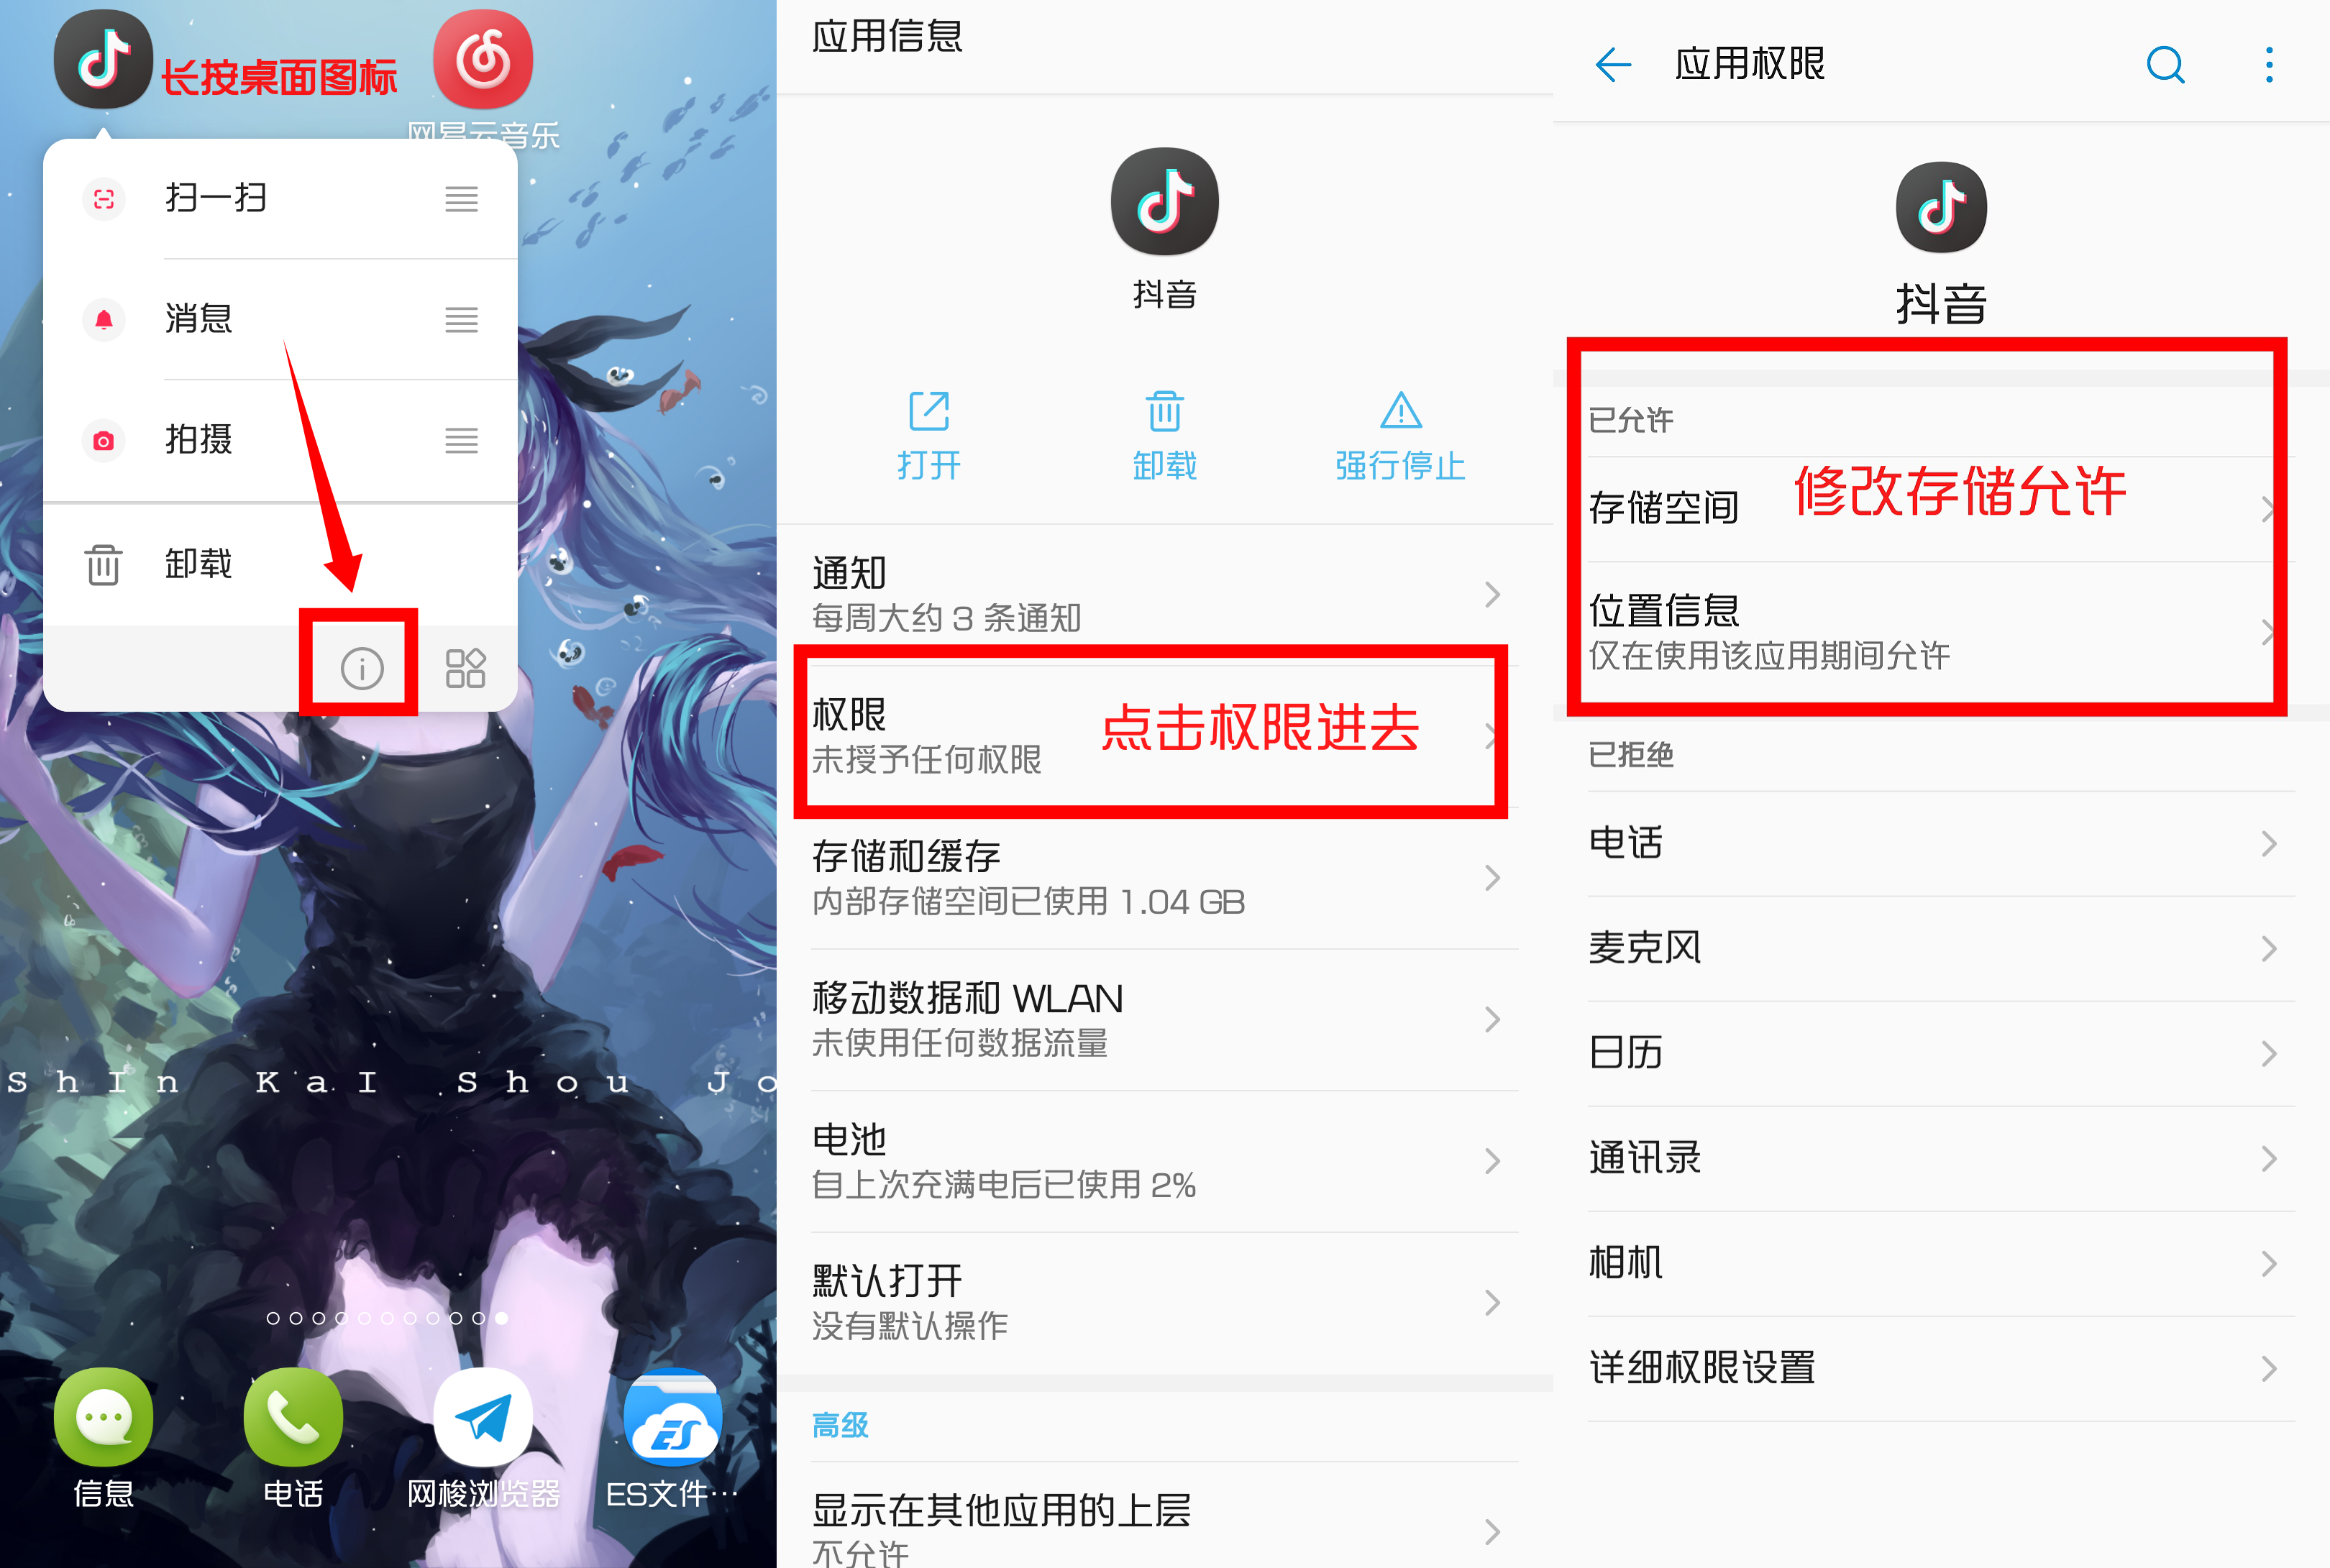 长按桌面图标
网易云音乐
扫一扫
消息
拍摄
卸载
ShIn KaI Shou Jo
信息
电话
网梭浏览器
ES文件…
应用信息
抖音
打开
卸载
强行停止
通知
每周大约 3 条通知
权限
未授予任何权限
点击权限进去
存储和缓存
内部存储空间已使用 1.04 GB
移动数据和 WLAN
未使用任何数据流量
电池
自上次充满电后已使用 2%
默认打开
没有默认操作
高级
显示在其他应用的上层
不允许
应用权限
抖音
已允许
存储空间
修改存储允许
位置信息
仅在使用该应用期间允许
已拒绝
电话
麦克风
日历
通讯录
相机
详细权限设置